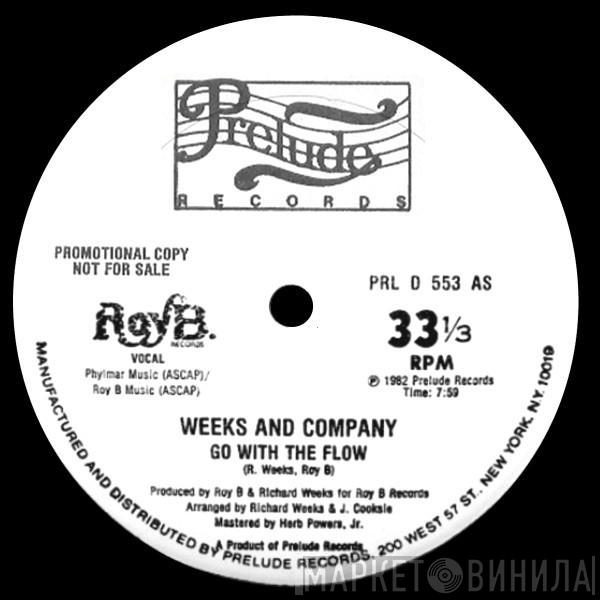 Prelude
RECORDS
PROMOTIONAL COPY
NOT FOR SALE
PRL D 553 AS
Roy B.
RECORDS
VOCAL
Phylmar Music (ASCAP)/
Roy B Music (ASCAP)
33 1/3
RPM
℗ 1982 Prelude Records
Time: 7:59
WEEKS AND COMPANY
GO WITH THE FLOW
(R. Weeks, Roy B)
Produced by Roy B & Richard Weeks for Roy B Records
Arranged by Richard Weeks & J. Cooksie
Mastered by Herb Powers, Jr.
A Product of Prelude Records
MANUFACTURED AND DISTRIBUTED BY PRELUDE RECORDS, 200 WEST 57 ST., NEW YORK, N.Y. 10019
МАРКЕТ ВИНИЛА